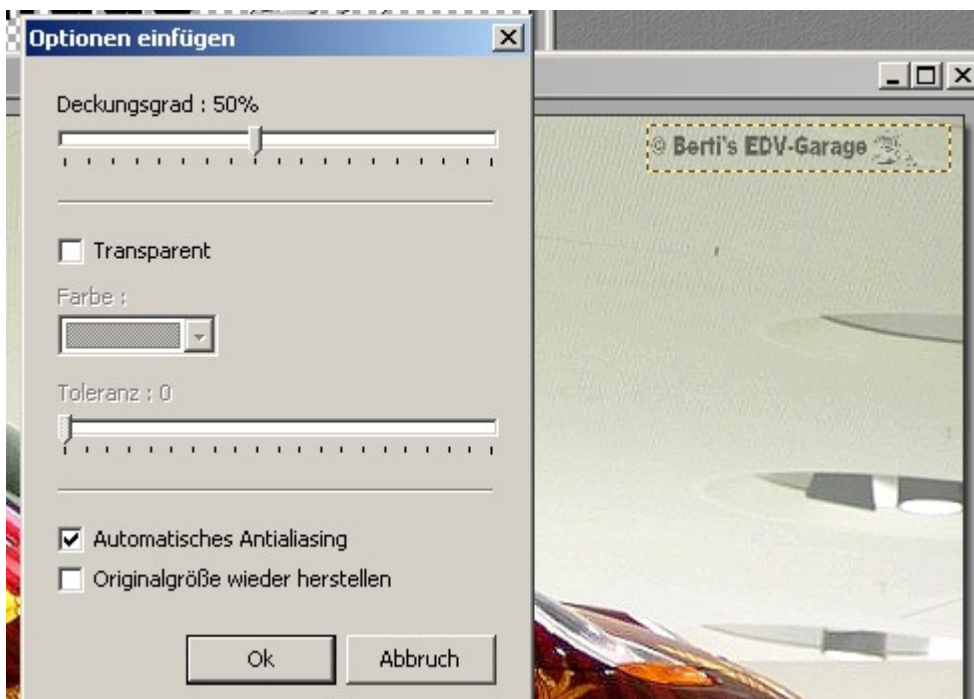 Optionen einfügen
Deckungsgrad : 50%
© Berti's EDV-Garage
Transparent
Farbe :
Toleranz : 0
Automatisches Antialiasing
Originalgröße wieder herstellen
Ok
Abbruch